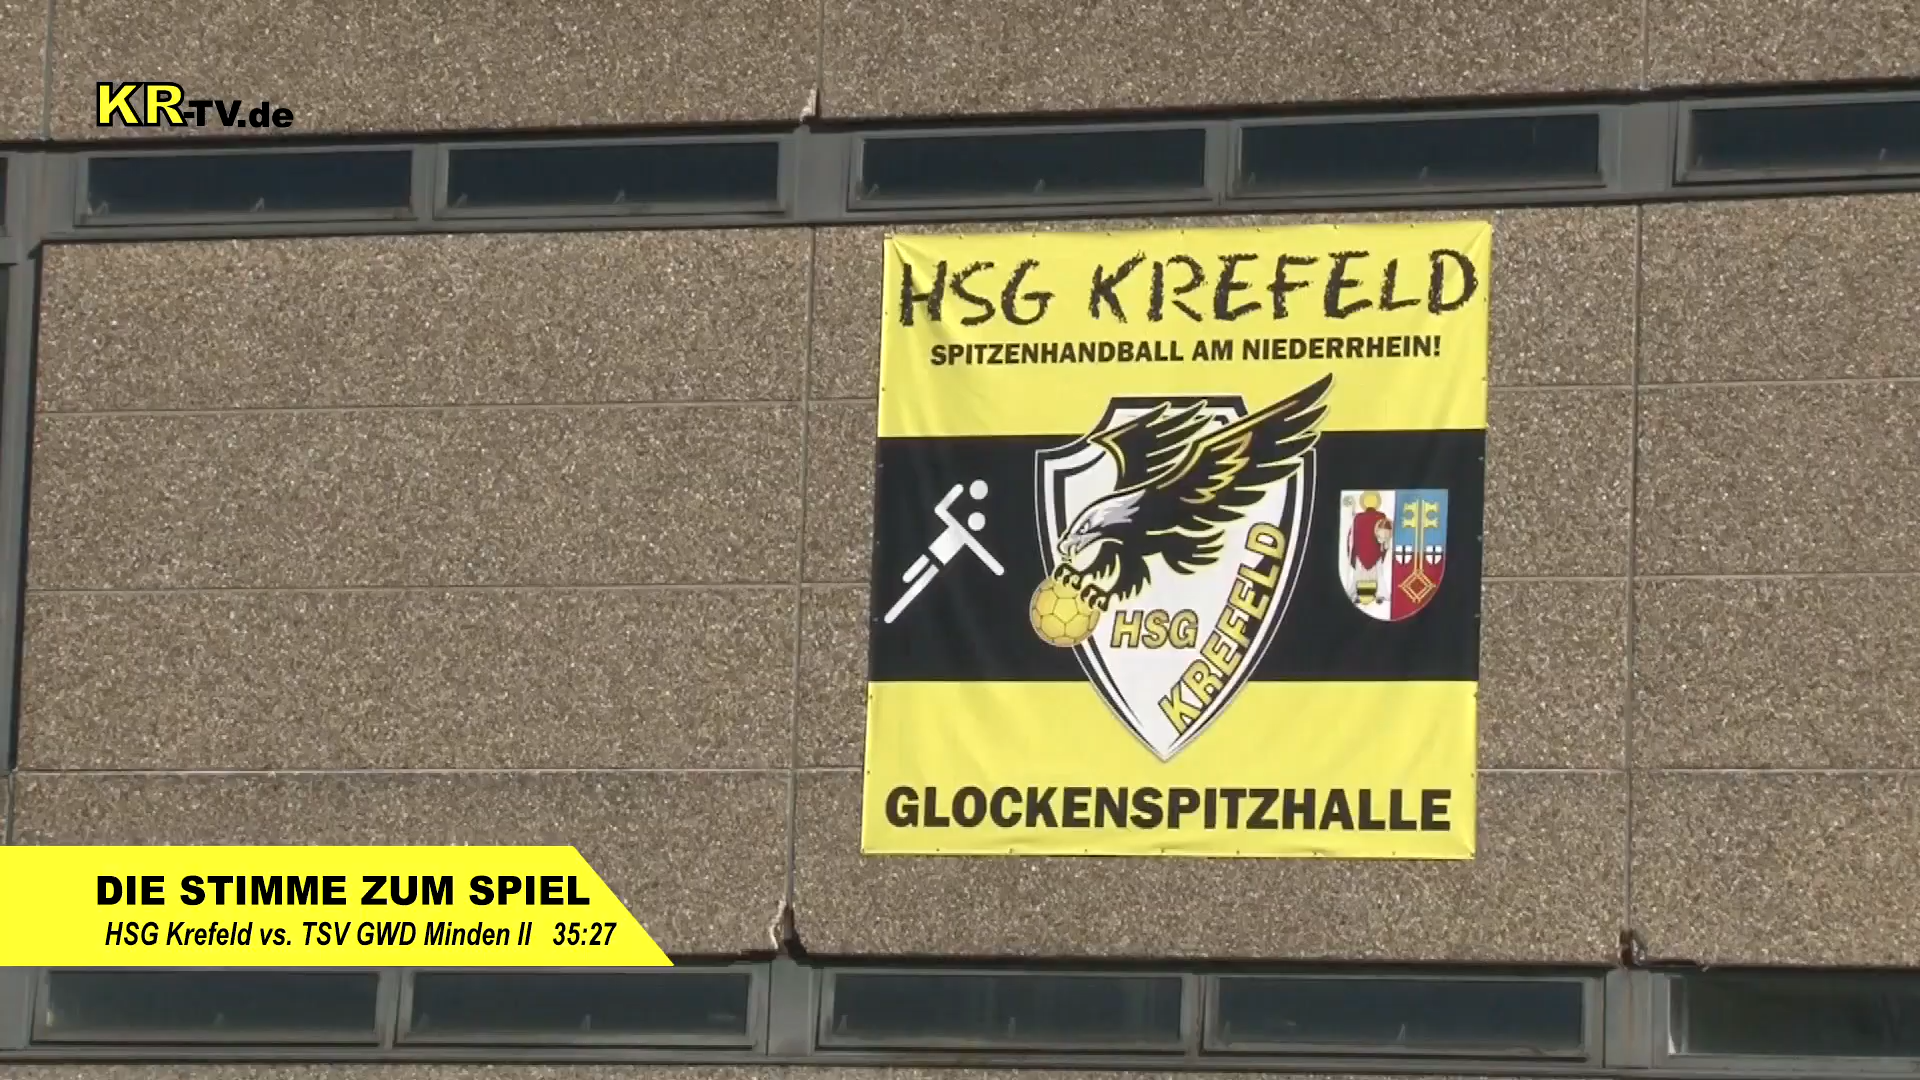 KR-TV.de
HSG KREFELD
SPITZENHANDBALL AM NIEDERRHEIN!
HSG
KREFELD
GLOCKENSPITZHALLE
DIE STIMME ZUM SPIEL
HSG Krefeld vs. TSV GWD Minden II 35:27